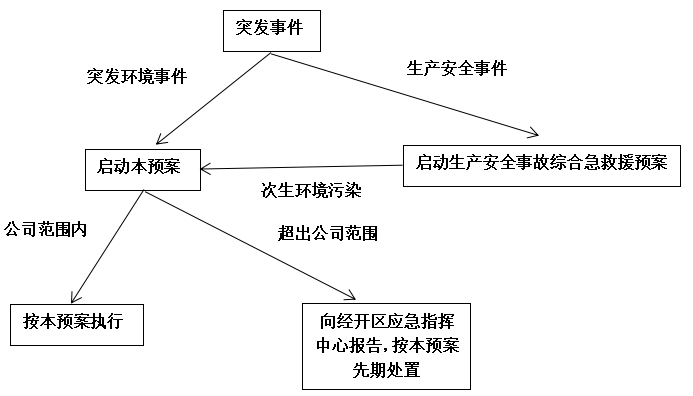 突发事件
突发环境事件
生产安全事件
启动本预案
启动生产安全事故综合急救援预案
次生环境污染
公司范围内
超出公司范围
按本预案执行
向经开区应急指挥
中心报告，按本预案
先期处置